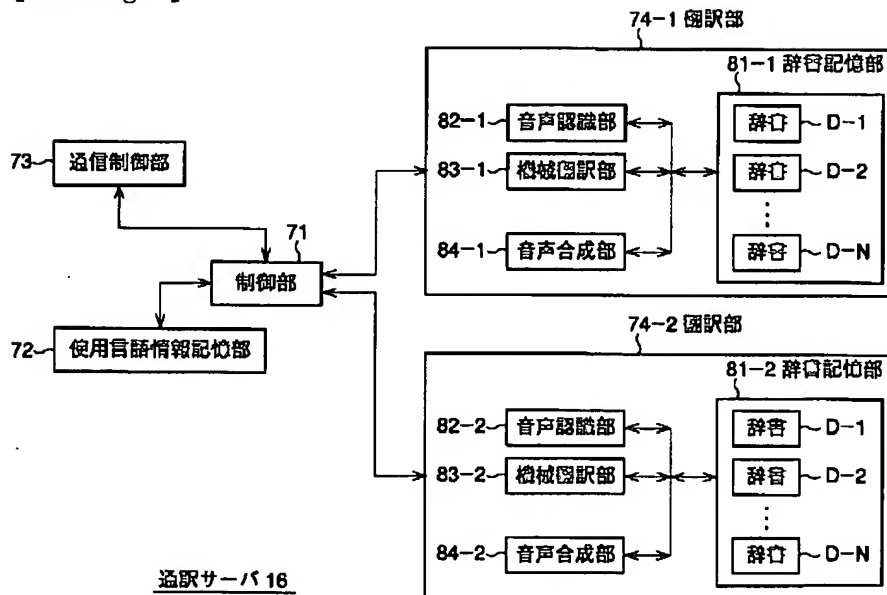 74-1 翻訳部
81-1 辞書記憶部
82-1 音声認識部
辞書 D-1
73 通信制御部
83-1 機械翻訳部
辞書 D-2
71
84-1 音声合成部
辞書 D-N
制御部
74-2 翻訳部
72 使用言語情報記憶部
81-2 辞書記憶部
82-2 音声認識部
辞書 D-1
83-2 機械翻訳部
辞書 D-2
84-2 音声合成部
辞書 D-N
通訳サーバ 16